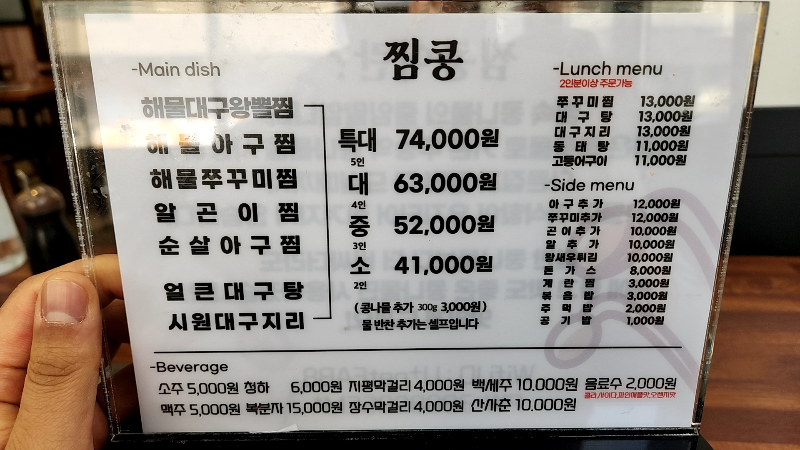 찜콩
-Main dish
해물대구왕뽈찜
해물아구찜
해물쭈꾸미찜
알곤이찜
순살아구찜
얼큰대구탕
시원대구지리
특대 74,000원
5인
대 63,000원
4인
중 52,000원
3인
소 41,000원
2인
(콩나물 추가 300g 3,000원)
물 반찬 추가는 셀프입니다
-Lunch menu
2인분이상 주문가능
쭈꾸미찜 13,000원
대구탕 13,000원
대구지리 13,000원
동태탕 11,000원
고등어구이 11,000원
-Side menu
아구추가 12,000원
쭈꾸미추가 12,000원
곤이추가 10,000원
알추가 10,000원
왕새우튀김 10,000원
돈가스 8,000원
계란찜 3,000원
볶음밥 3,000원
주먹밥 2,000원
공기밥 1,000원
-Beverage
소주 5,000원 청하 6,000원 지평막걸리 4,000원 백세주 10,000원 음료수 2,000원
콜라,사이다,파인애플맛,오렌지맛
맥주 5,000원 복분자 15,000원 장수막걸리 4,000원 산사춘 10,000원